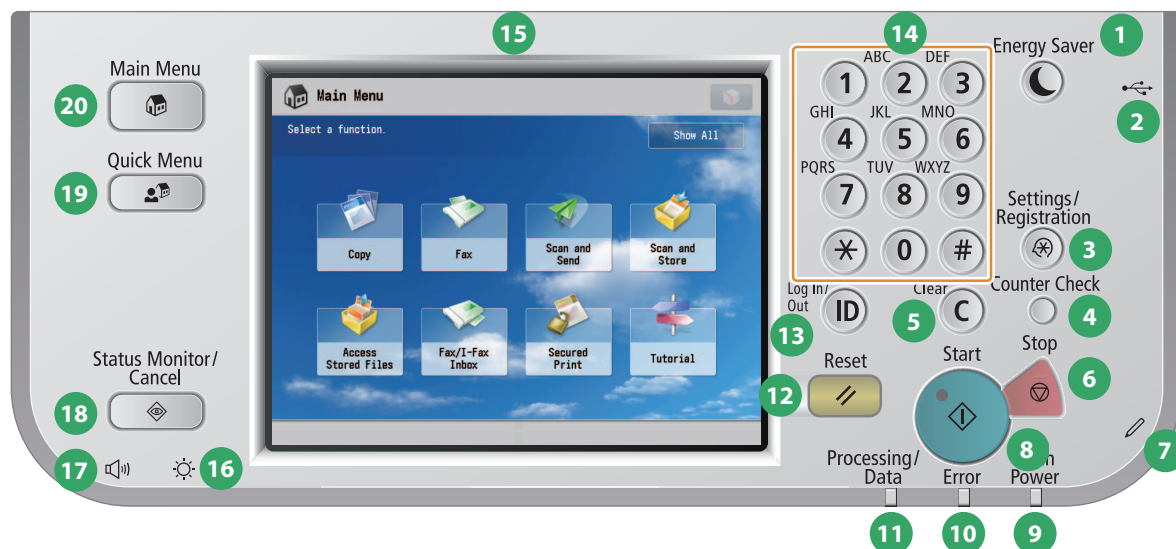 15
14
1
Main Menu
20
Quick Menu
19
Status Monitor/
Cancel
18
17
16
Main Menu
Select a function.
Show All
Copy
Fax
Scan and
Send
Scan and
Store
Access
Stored Files
Fax/I-Fax
Inbox
Secured
Print
Tutorial
ABC DEF
1 2 3
GHI JKL MNO
4 5 6
PQRS TUV WXYZ
7 8 9
* 0 #
Energy Saver
2
Settings/
Registration
3
Log In/
Out
ID
13
Clear
C
5
Counter Check
4
Reset
12
Start
Stop
6
7
8
Processing/
Data
11
Error
10
Power
9